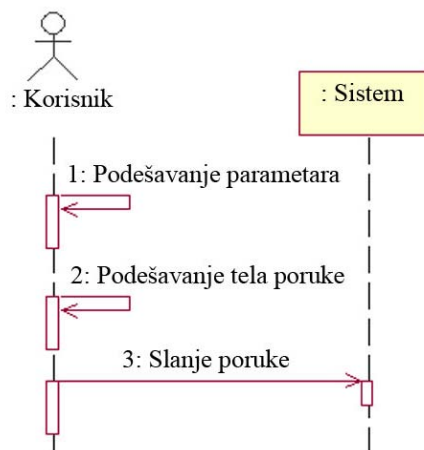 : Korisnik
: Sistem
1: Podešavanje parametara
2: Podešavanje tela poruke
3: Slanje poruke